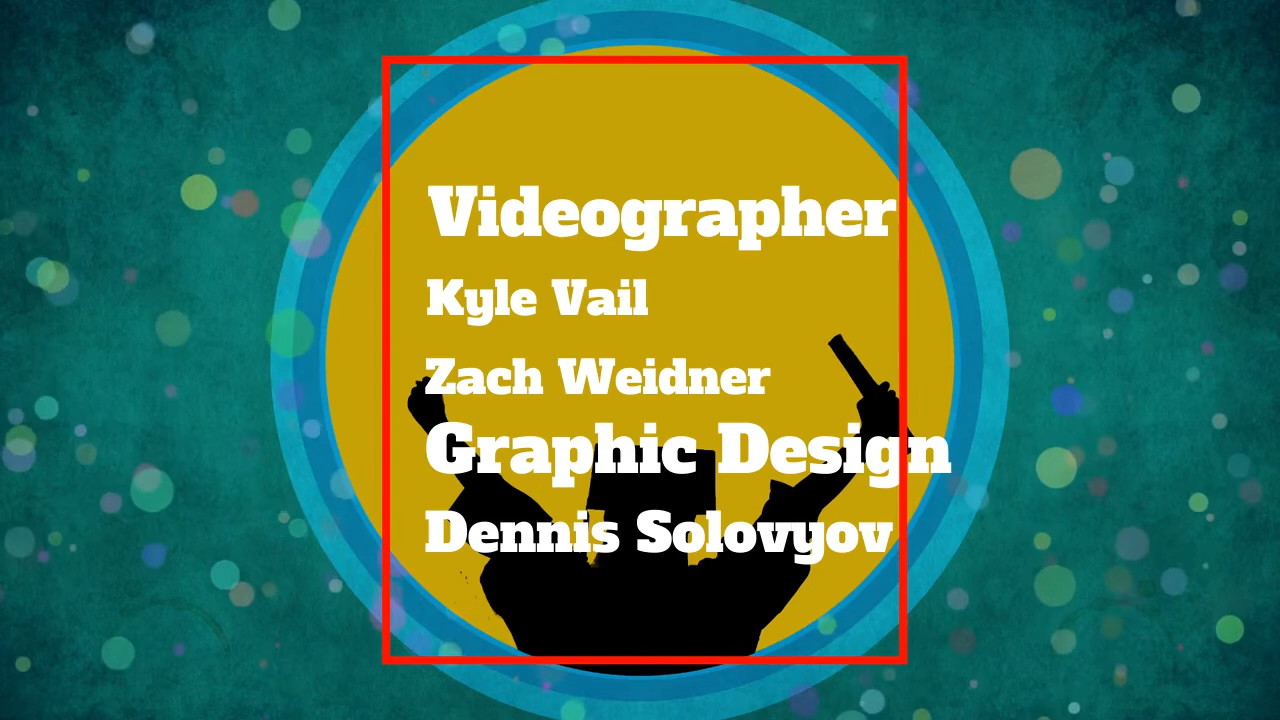 Videographer
Kyle Vail
Zach Weidner
Graphic Design
Dennis Solovyov